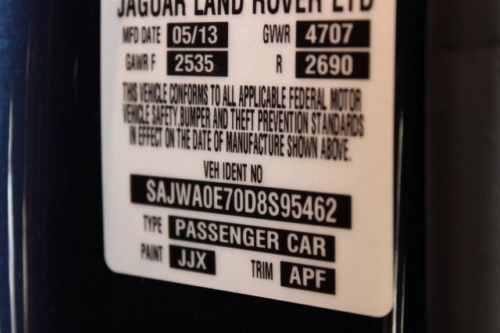 JAGUAR LAND ROVER LTD
MFD DATE 05/13 GVWR 4707
GAWR F 2535 R 2690
THIS VEHICLE CONFORMS TO ALL APPLICABLE FEDERAL MOTOR
VEHICLE SAFETY,BUMPER AND THEFT PREVENTION STANDARDS
IN EFFECT ON THE DATE OF MANUFACTURE SHOWN ABOVE.
VEH IDENT NO
SAJWA0E70D8S95462
TYPE PASSENGER CAR
PAINT JJX TRIM APF